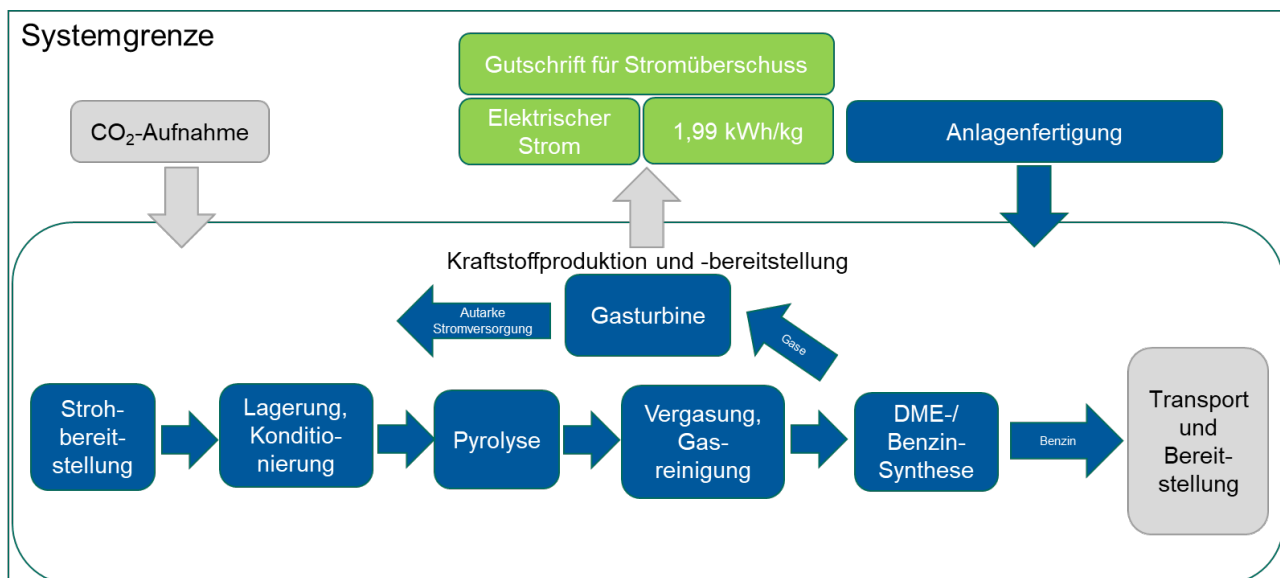 Systemgrenze
Gutschrift für Stromüberschuss
CO₂-Aufnahme
Elektrischer
Strom
1,99 kWh/kg
Anlagenfertigung
Kraftstoffproduktion und -bereitstellung
Autarke
Stromversorgung
Gasturbine
Gase
Stroh-
bereit-
stellung
Lagerung,
Konditio-
nierung
Pyrolyse
Vergasung,
Gas-
reinigung
DME-/
Benzin-
Synthese
Benzin
Transport
und
Bereit-
stellung